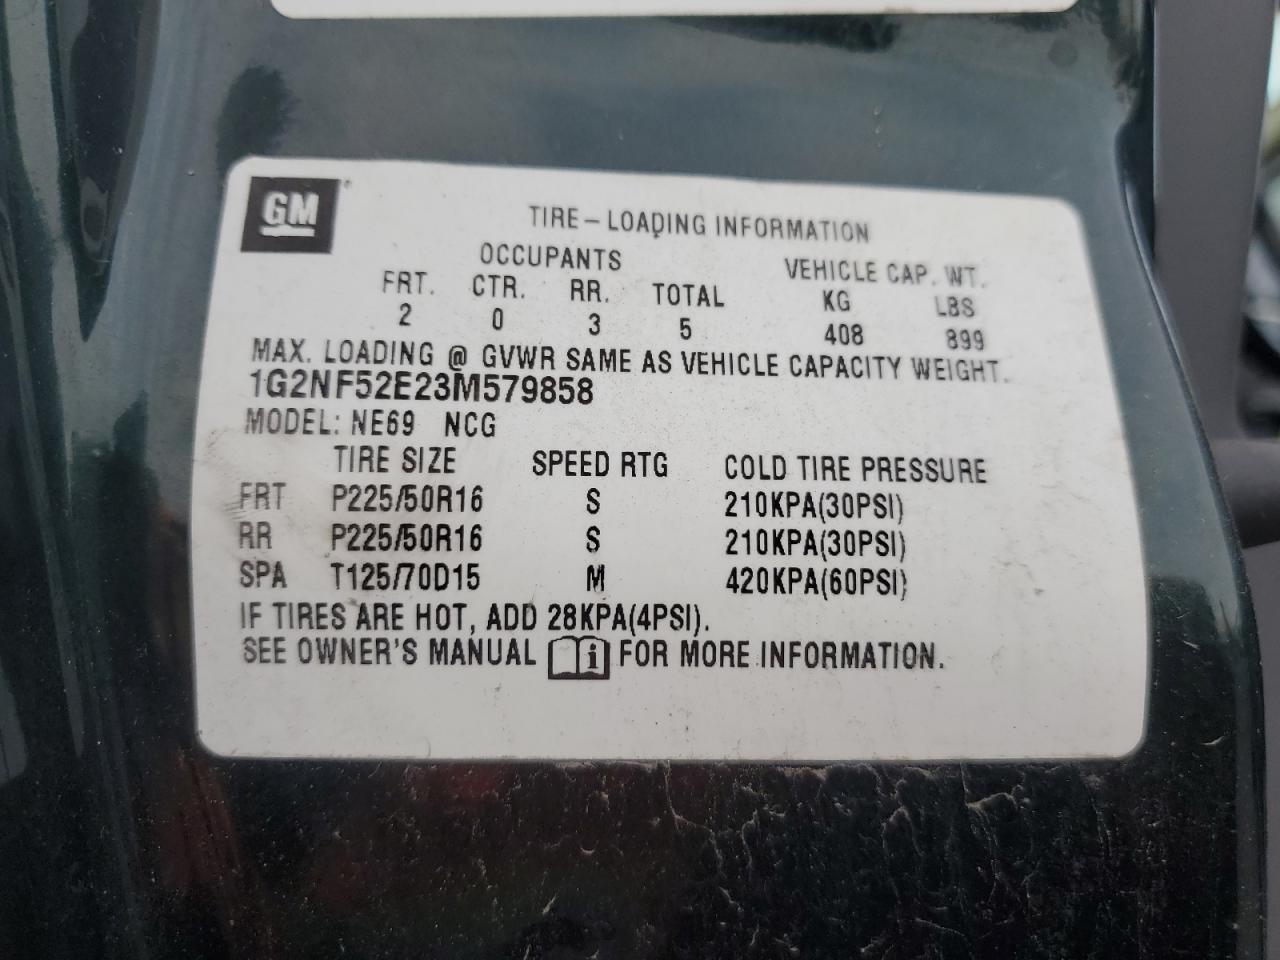 GM
TIRE-LOADING INFORMATION
OCCUPANTS VEHICLE CAP. WT.
FRT. CTR. RR. TOTAL KG LBS
2 0 3 5 408 899
MAX. LOADING @ GVWR SAME AS VEHICLE CAPACITY WEIGHT.
1G2NF52E23M579858
MODEL: NE69 NCG
TIRE SIZE SPEED RTG COLD TIRE PRESSURE
FRT P225/50R16 S 210KPA(30PSI)
RR P225/50R16 S 210KPA(30PSI)
SPA T125/70D15 M 420KPA(60PSI)
IF TIRES ARE HOT, ADD 28KPA(4PSI).
SEE OWNER'S MANUAL i FOR MORE INFORMATION.